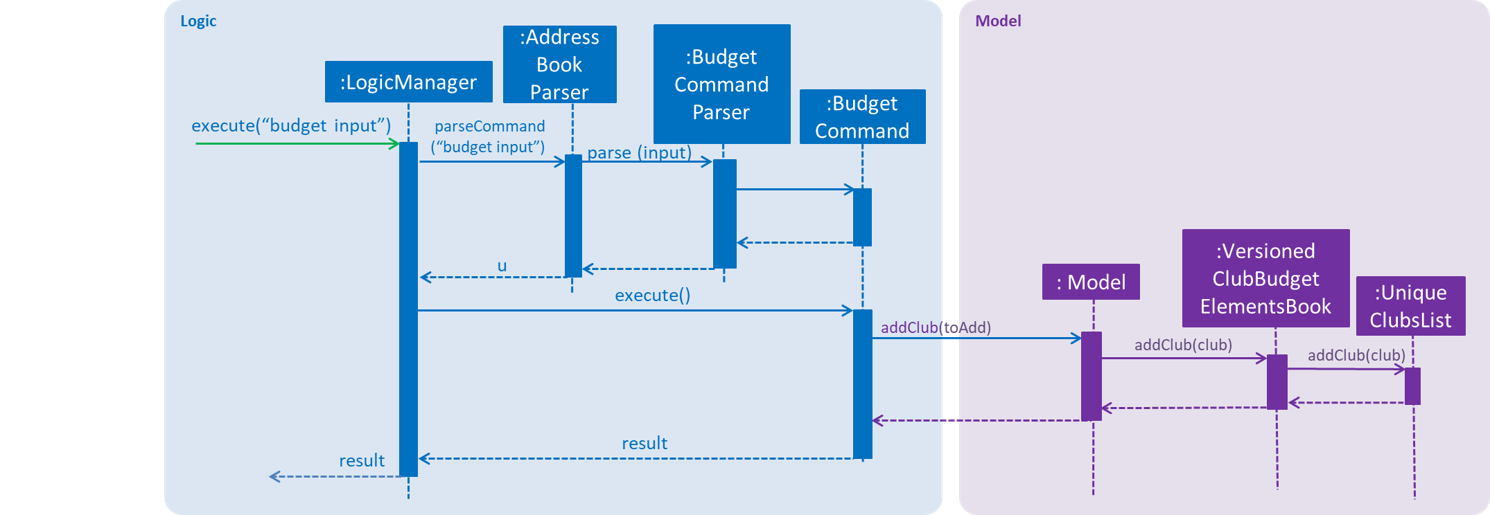 Logic
Model
:Address
Book
Parser
:Budget
Command
Parser
:LogicManager
:Budget
Command
execute(“budget input”)
parseCommand
(“budget input”)
parse (input)
u
execute()
:Versioned
ClubBudget
ElementsBook
: Model
:Unique
ClubsList
addClub(toAdd)
addClub(club)
addClub(club)
result
result